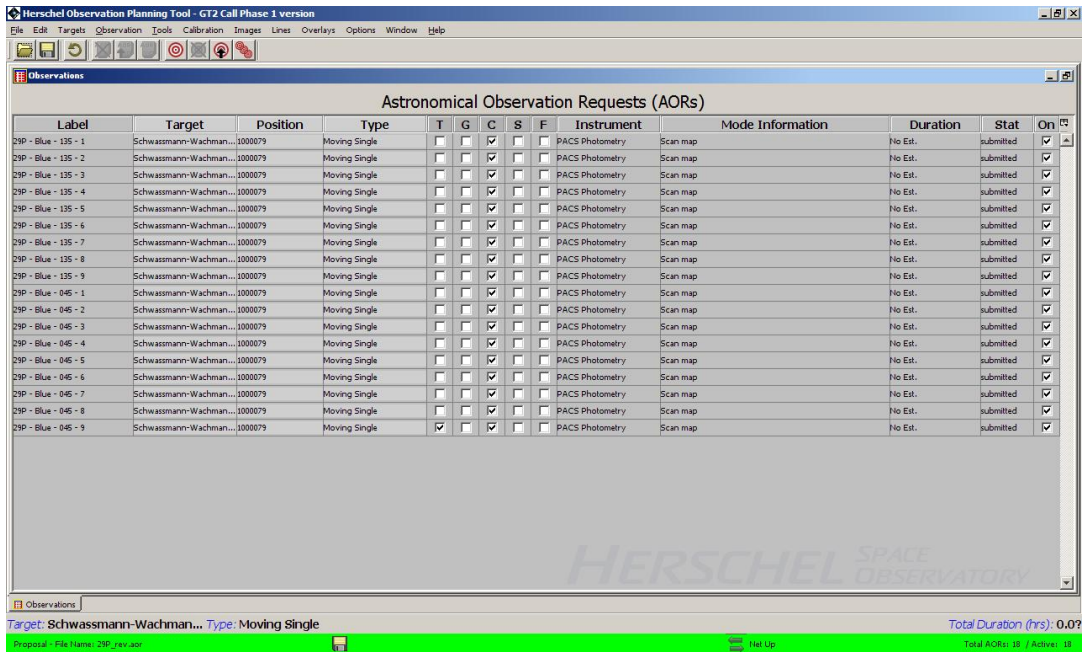 Herschel Observation Planning Tool - GT2 Call Phase 1 version
File Edit Targets Observation Tools Calibration Images Lines Overlays Options Window Help
Observations
Astronomical Observation Requests (AORs)
Label Target Position Type T G C S F Instrument Mode Information Duration Stat On
29P - Blue - 135 - 1 Schwassmann-Wachman... 1000079 Moving Single PACS Photometry Scan map No Est. submitted
29P - Blue - 135 - 2 Schwassmann-Wachman... 1000079 Moving Single PACS Photometry Scan map No Est. submitted
29P - Blue - 135 - 3 Schwassmann-Wachman... 1000079 Moving Single PACS Photometry Scan map No Est. submitted
29P - Blue - 135 - 4 Schwassmann-Wachman... 1000079 Moving Single PACS Photometry Scan map No Est. submitted
29P - Blue - 135 - 5 Schwassmann-Wachman... 1000079 Moving Single PACS Photometry Scan map No Est. submitted
29P - Blue - 135 - 6 Schwassmann-Wachman... 1000079 Moving Single PACS Photometry Scan map No Est. submitted
29P - Blue - 135 - 7 Schwassmann-Wachman... 1000079 Moving Single PACS Photometry Scan map No Est. submitted
29P - Blue - 135 - 8 Schwassmann-Wachman... 1000079 Moving Single PACS Photometry Scan map No Est. submitted
29P - Blue - 135 - 9 Schwassmann-Wachman... 1000079 Moving Single PACS Photometry Scan map No Est. submitted
29P - Blue - 045 - 1 Schwassmann-Wachman... 1000079 Moving Single PACS Photometry Scan map No Est. submitted
29P - Blue - 045 - 2 Schwassmann-Wachman... 1000079 Moving Single PACS Photometry Scan map No Est. submitted
29P - Blue - 045 - 3 Schwassmann-Wachman... 1000079 Moving Single PACS Photometry Scan map No Est. submitted
29P - Blue - 045 - 4 Schwassmann-Wachman... 1000079 Moving Single PACS Photometry Scan map No Est. submitted
29P - Blue - 045 - 5 Schwassmann-Wachman... 1000079 Moving Single PACS Photometry Scan map No Est. submitted
29P - Blue - 045 - 6 Schwassmann-Wachman... 1000079 Moving Single PACS Photometry Scan map No Est. submitted
29P - Blue - 045 - 7 Schwassmann-Wachman... 1000079 Moving Single PACS Photometry Scan map No Est. submitted
29P - Blue - 045 - 8 Schwassmann-Wachman... 1000079 Moving Single PACS Photometry Scan map No Est. submitted
29P - Blue - 045 - 9 Schwassmann-Wachman... 1000079 Moving Single PACS Photometry Scan map No Est. submitted
HERSCHEL SPACE OBSERVATORY
Observations
Target: Schwassmann-Wachman... Type: Moving Single Total Duration (hrs): 0.0?
Proposal - File Name: 29P_rev.aor Net Up Total AORs: 18 / Active: 18